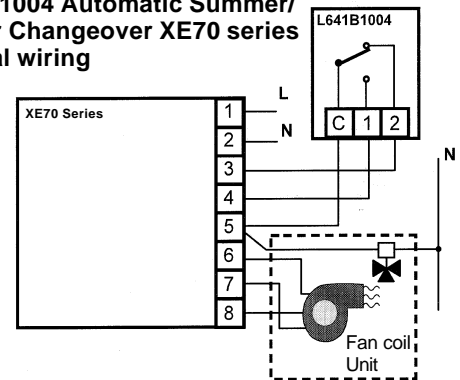 1004 Automatic Summer/
Changeover XE70 series
wiring
L641B1004
XE70 Series
C 1 2
1
2
3
4
5
6
7
8
L
N
N
Fan coil
Unit